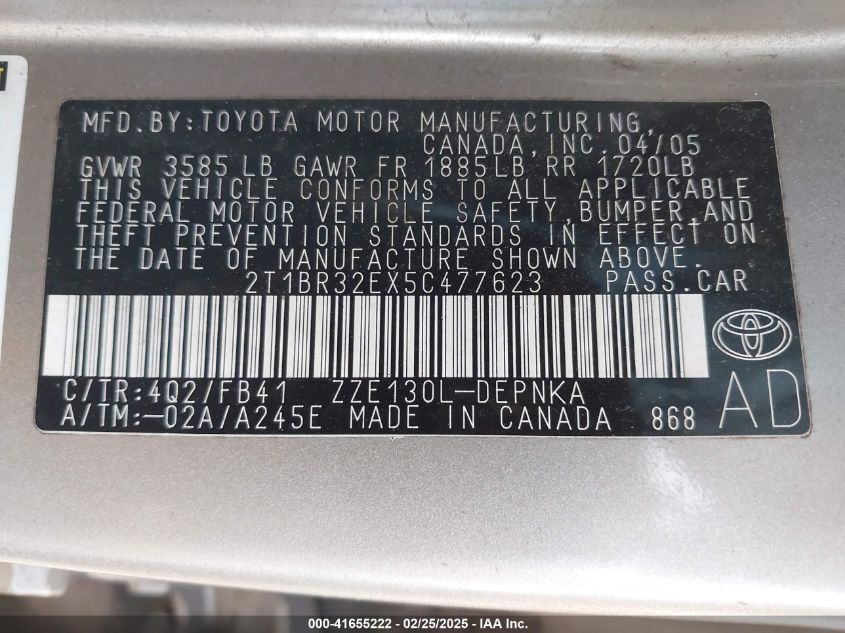 MFD.BY:TOYOTA MOTOR MANUFACTURING,
CANADA,INC. 04/05
GVWR 3585LB GAWR FR 1885LB RR 1720LB
THIS VEHICLE CONFORMS TO ALL APPLICABLE
FEDERAL MOTOR VEHICLE SAFETY,BUMPER,AND
THEFT PREVENTION STANDARDS IN EFFECT ON
THE DATE OF MANUFACTURE SHOWN ABOVE.
2T1BR32EX5C477623 PASS.CAR
C/TR:4Q2/FB41 ZZE130L-DEPNKA
A/TM:-02A/A245E MADE IN CANADA 868 AD
000-41655222 - 02/25/2025 - IAA Inc.